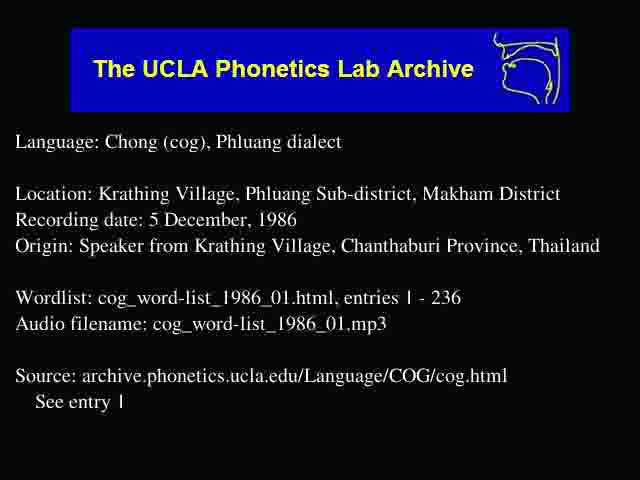 The UCLA Phonetics Lab Archive
Language: Chong (cog), Phluang dialect
Location: Krathing Village, Phluang Sub-district, Makham District
Recording date: 5 December, 1986
Origin: Speaker from Krathing Village, Chanthaburi Province, Thailand
Wordlist: cog_word-list_1986_01.html, entries 1 - 236
Audio filename: cog_word-list_1986_01.mp3
Source: archive.phonetics.ucla.edu/Language/COG/cog.html
See entry 1